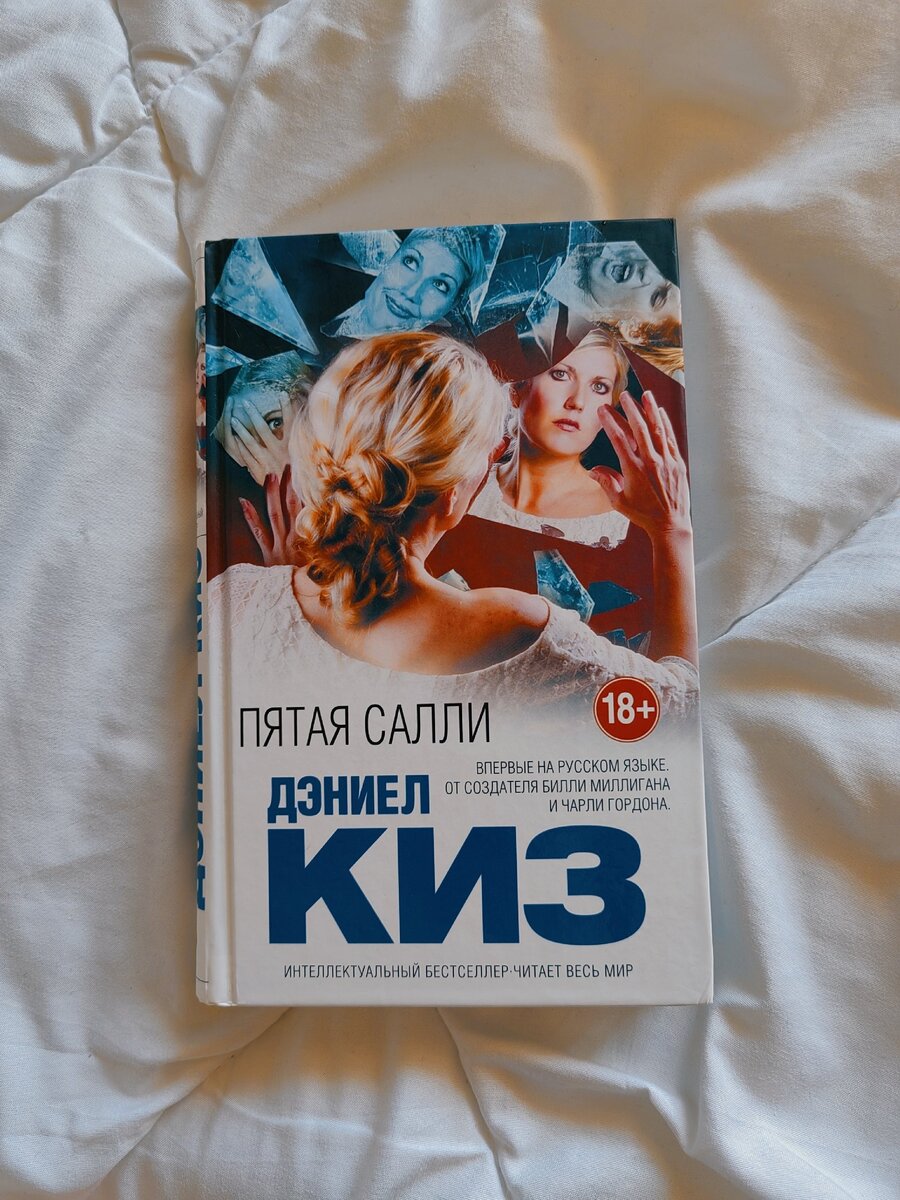 ПЯТАЯ САЛЛИ
18+
ВПЕРВЫЕ НА РУССКОМ ЯЗЫКЕ.
ОТ СОЗДАТЕЛЯ БИЛЛИ МИЛЛИГАНА
И ЧАРЛИ ГОРДОНА.
ДЭНИЕЛ
КИЗ
ИНТЕЛЛЕКТУАЛЬНЫЙ БЕСТСЕЛЛЕР·ЧИТАЕТ ВЕСЬ МИР